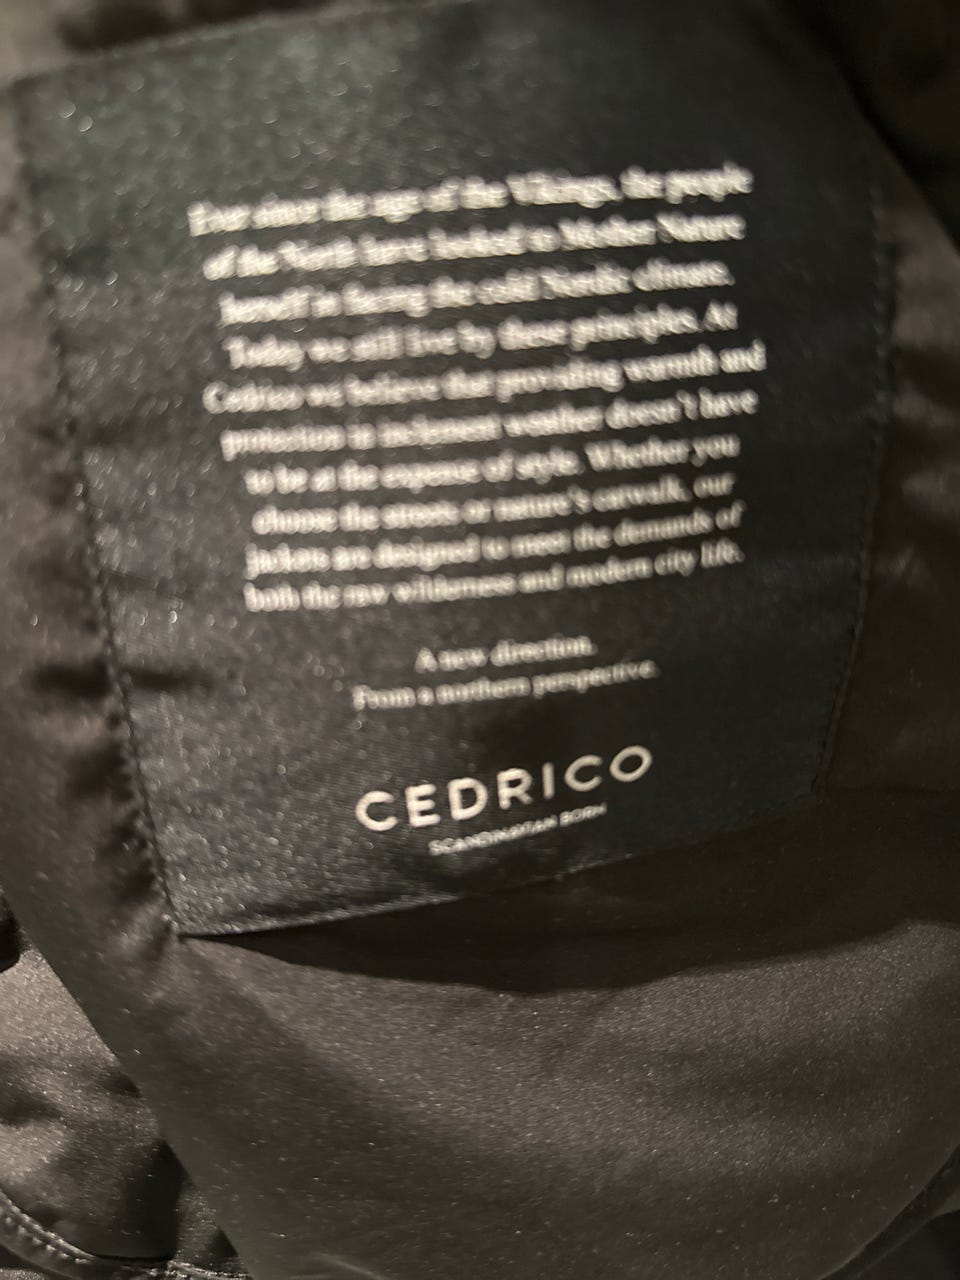 Ever since the age of the Vikings, the people
of the North have looked to Mother Nature
herself in facing the cold Nordic climate.
Today we still live by these principles. At
Cedrico we believe that providing warmth and
protection in inclement weather doesn't have
to be at the expense of style. Whether you
choose the streets or nature's catwalk, our
jackets are designed to meet the demands of
both the raw wilderness and modern city life.
A new direction.
From a northern perspective.
CEDRICO
SCANDINAVIAN BORN